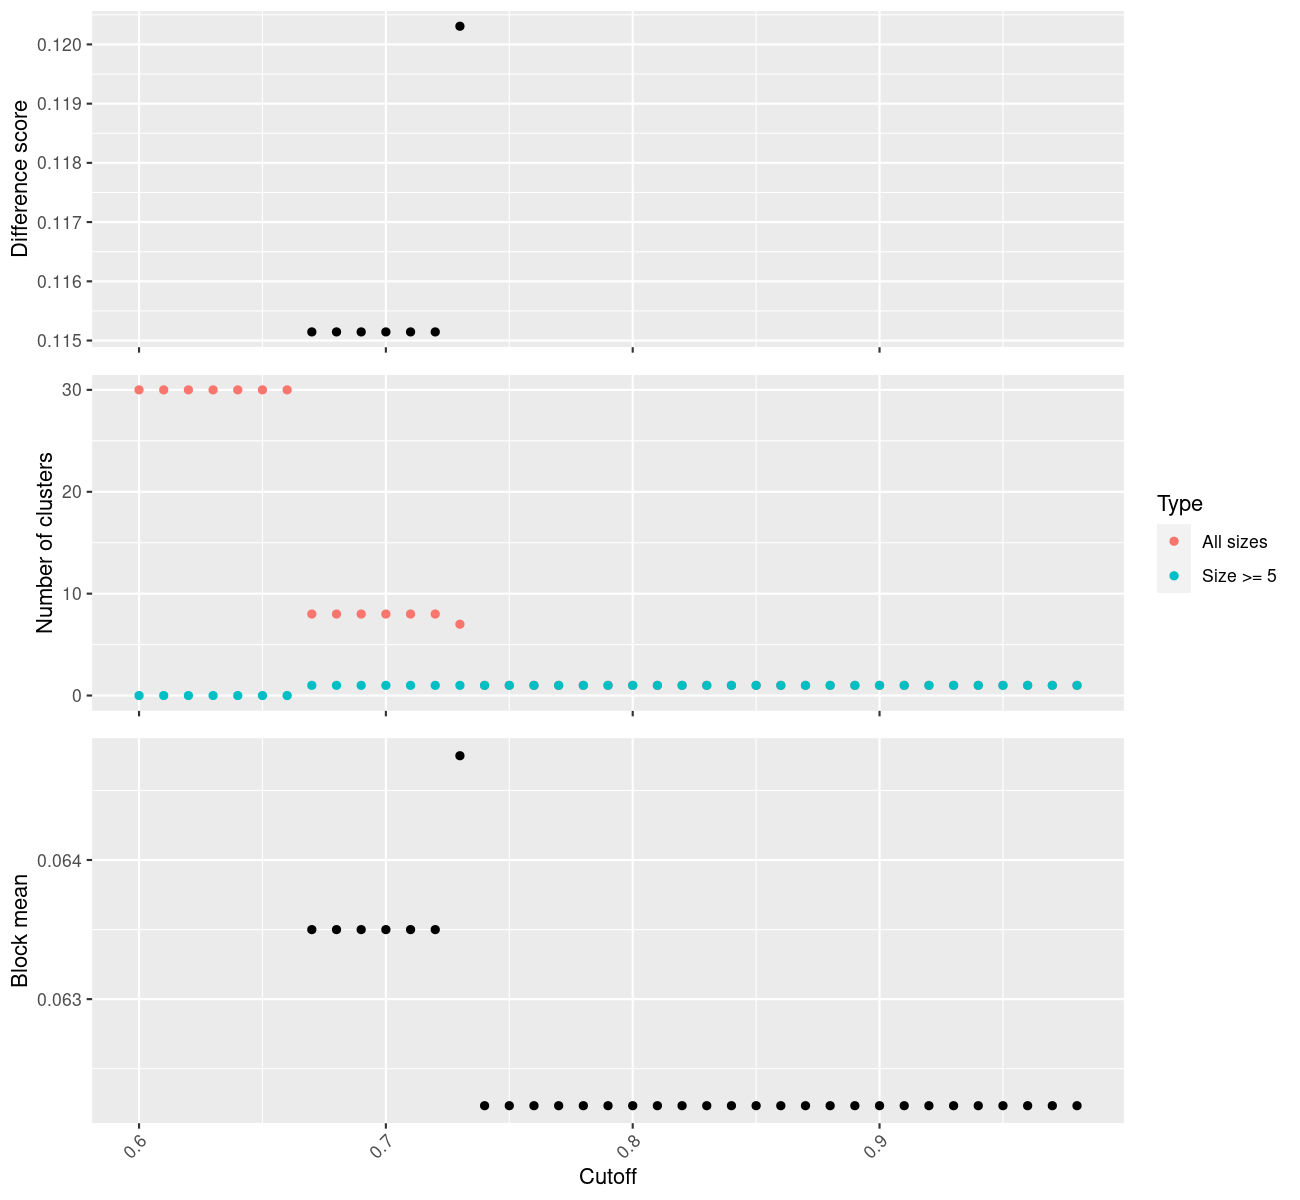 Difference score
0.120
0.119
0.118
0.117
0.116
0.115
Number of clusters
30
20
10
0
Type
All sizes
Size >= 5
Block mean
0.064
0.063
0.6
0.7
0.8
0.9
Cutoff